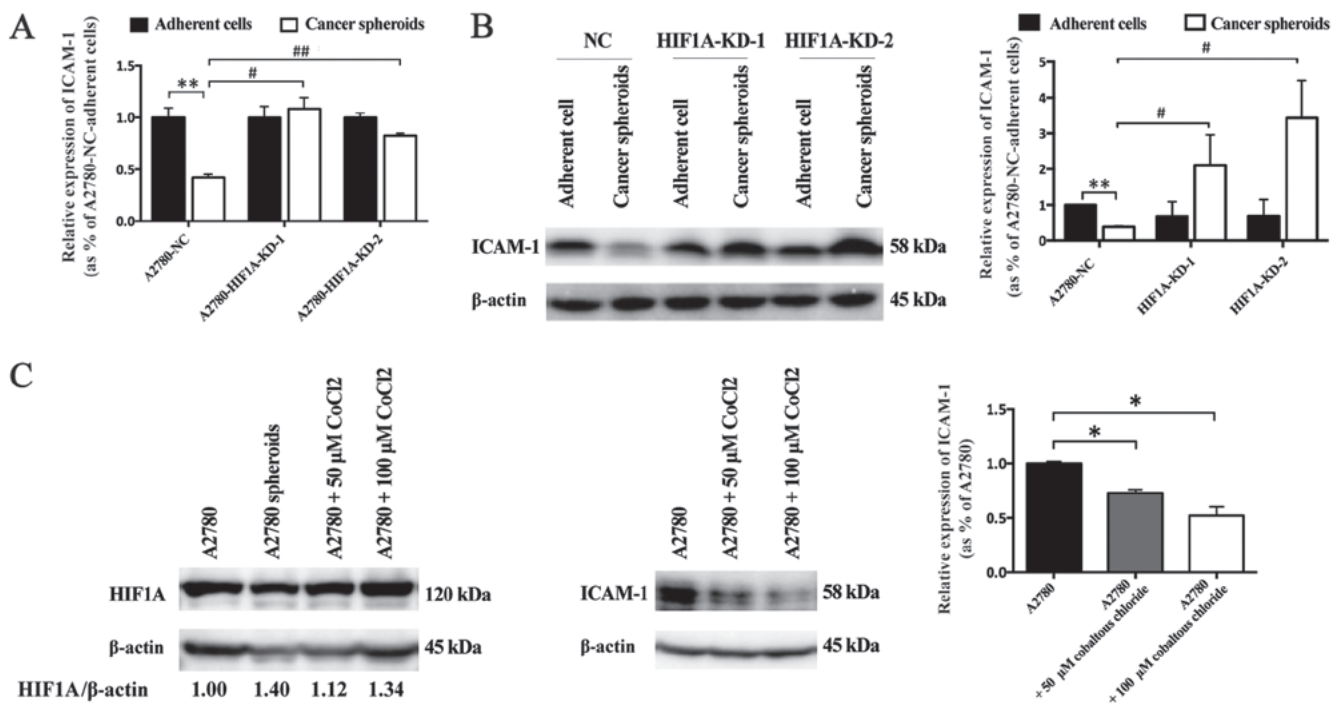 A
Adherent cells
Cancer spheroids
Relative expression of ICAM-1
(as % of A2780-NC-adherent cells)
1.5
1.0
0.5
0.0
**
#
##
A2780-NC
A2780-HIF1A-KD-1
A2780-HIF1A-KD-2
B
NC
HIF1A-KD-1
HIF1A-KD-2
Adherent cell
Cancer spheroids
Adherent cell
Cancer spheroids
Adherent cell
Cancer spheroids
ICAM-1
58 kDa
β-actin
45 kDa
Adherent cells
Cancer spheroids
Relative expression of ICAM-1
(as % of A2780-NC-adherent cells)
5
4
3
2
1
0
**
#
#
A2780-NC
HIF1A-KD-1
HIF1A-KD-2
C
A2780
A2780 spheroids
A2780 + 50 μM CoCl2
A2780 + 100 μM CoCl2
HIF1A
120 kDa
β-actin
45 kDa
HIF1A/β-actin 1.00 1.40 1.12 1.34
A2780
A2780 + 50 μM CoCl2
A2780 + 100 μM CoCl2
ICAM-1
58 kDa
β-actin
45 kDa
Relative expression of ICAM-1
(as % of A2780)
1.5
1.0
0.5
0.0
*
*
A2780
A2780
+ 50 μM cobaltous chloride
A2780
+ 100 μM cobaltous chloride